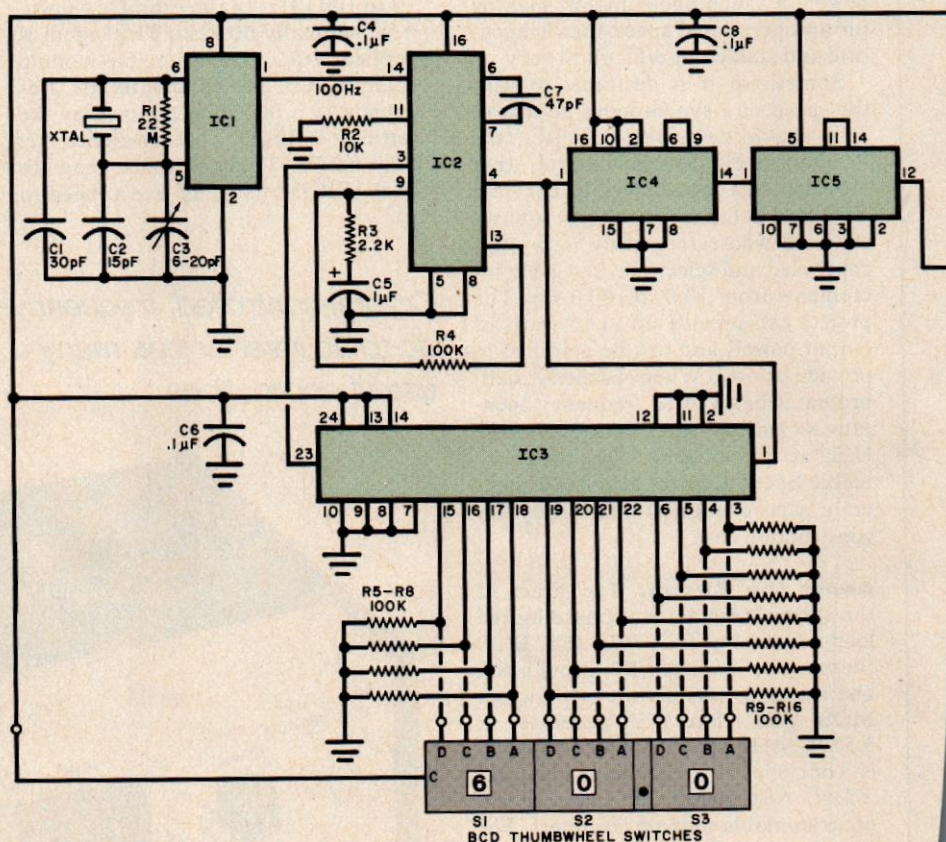 C4
.1µF
C8
.1µF
8
6
1
IC1
5
2
R1
22
M
XTAL
C1
30pF
C2
15pF
C3
6-20pF
16
14
100Hz
11
R2
10K
3
9
IC2
6
7
C7
47pF
4
13
5
8
R3
2.2K
+
C5
1µF
R4
100K
16
10
2
6
9
1
IC4
14
15
7
8
5
11
14
1
IC5
12
10
7
6
3
2
C6
.1µF
24
13
14
12
11
2
23
IC3
1
10
9
8
7
15
16
17
18
19
20
21
22
6
5
4
3
R5-R8
100K
R9-R16
100K
D C B A D C B A D C B A
C
6 0 0
S1 S2 S3
BCD THUMBWHEEL SWITCHES